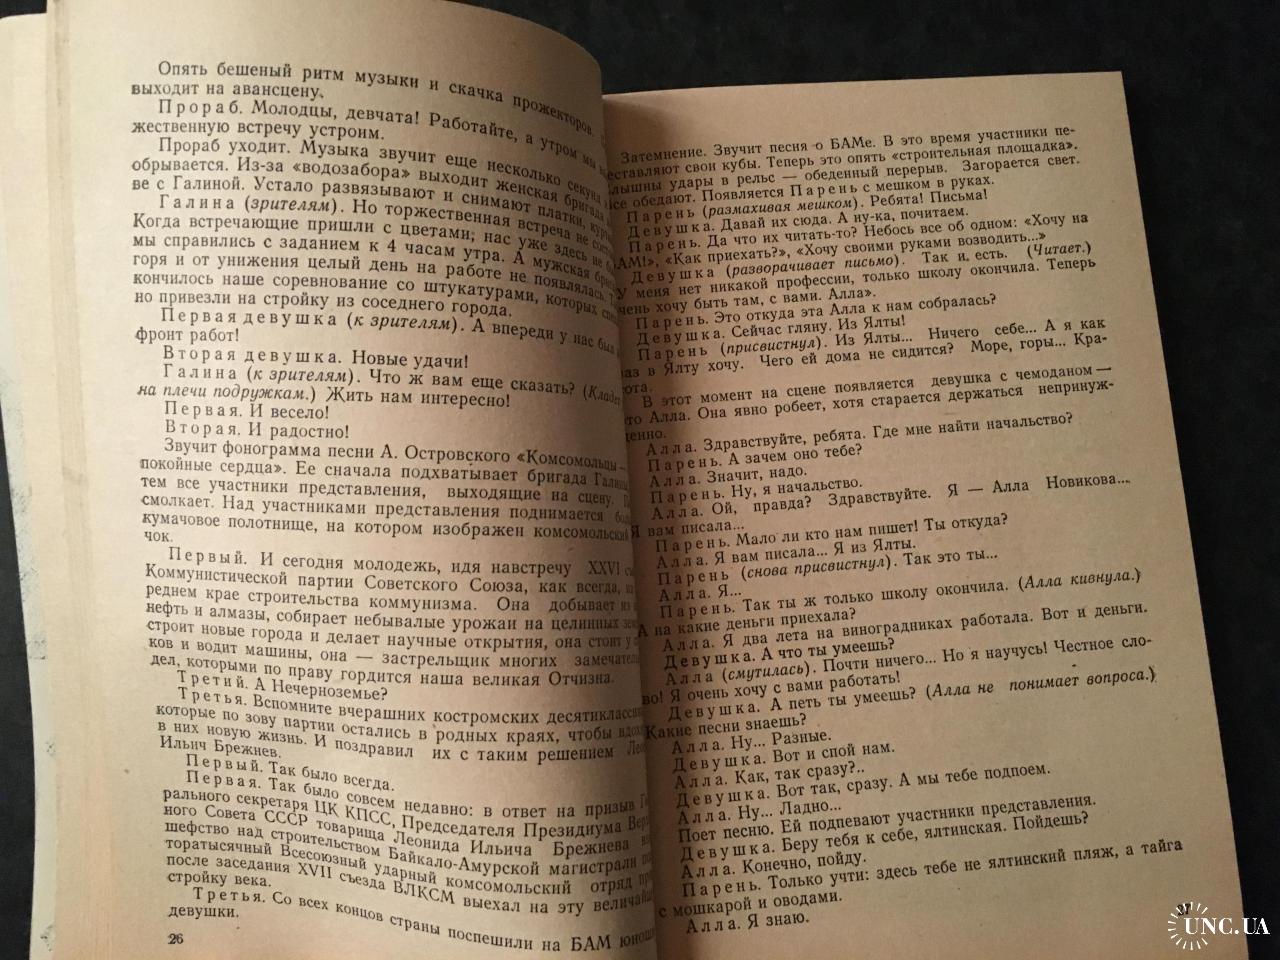 Опять бешеный ритм музыки и скачка прожекторов.
выходит на авансцену.
Прораб. Молодцы, девчата! Работайте, а утром мы
жественную встречу устроим.
Прораб уходит. Музыка звучит еще несколько секунд
обрывается. Из-за «водозабора» выходит женская бригада
ве с Галиной. Устало развязывают и снимают платки,
Галина (зрителям). Но торжественная встреча не
Когда встречающие пришли с цветами, нас уже здесь не
мы справились с заданием к 4 часам утра. А мужская
горя и от унижения целый день на работе не появлялась.
кончилось наше соревнование со штукатурами, которых
но привезли на стройку из соседнего города.
Первая девушка (к зрителям). А впереди у нас был
фронт работ!
Вторая девушка. Новые удачи!
Галина (к зрителям). Что ж вам еще сказать? (Кладет
на плечи подружкам.) Жить нам интересно!
Первая. И весело!
Вторая. И радостно!
Звучит фонограмма песни А. Островского «Комсомольцы —
покойные сердца». Ее сначала подхватывает бригада Галины,
тем все участники представления, выходящие на сцену.
смолкает. Над участниками представления поднимается
кумачовое полотнище, на котором изображен комсомольский
чок.
Первый. И сегодня молодежь, идя навстречу XXVI
Коммунистической партии Советского Союза, как всегда,
реднем крае строительства коммунизма. Она добывает
нефть и алмазы, собирает небывалые урожаи на целинных
строит новые города и делает научные открытия, она стоит у
ков и водит машины, она — застрельщик многих
дел, которыми по праву гордится наша великая Отчизна.
Третий. А Нечерноземье?
Третья. Вспомните вчерашних костромских
которые по зову партии остались в родных краях, чтобы
в них новую жизнь. И поздравил их с таким решением
Ильич Брежнев.
Первый. Так было всегда.
Первая. Так было совсем недавно: в ответ на призыв
рального секретаря ЦК КПСС, Председателя Президиума
ного Совета СССР товарища Леонида Ильича Брежнева
шефство над строительством Байкало-Амурской магистрали
торатысячный Всесоюзный ударный комсомольский отряд
после заседания XVII съезда ВЛКСМ выехал на эту
стройку века.
Третья. Со всех концов страны поспешили на БАМ
девушки.
26
Затемнение. Звучит песня о БАМе. В это время участники пе-
реставляют свои кубы. Теперь это опять «строительная площадка».
Слышны удары в рельс — обеденный перерыв. Загорается свет.
Все обедают. Появляется Парень с мешком в руках.
Парень (размахивая мешком). Ребята! Письма!
Девушка. Давай их сюда. А ну-ка, почитаем.
Парень. Да что их читать-то? Небось все об одном: «Хочу на
БАМ!», «Как приехать?», «Хочу своими руками возводить...»
Девушка (разворачивает письмо). Так и есть. (Читает.)
«У меня нет никакой профессии, только школу окончила. Теперь
очень хочу быть там, с вами. Алла».
Парень. Это откуда эта Алла к нам собралась?
Девушка. Сейчас гляну. Из Ялты!
Парень (присвистнул). Из Ялты... Ничего себе... А я как
раз в Ялту хочу. Чего ей дома не сидится? Море, горы... Кра-
сота.
В этот момент на сцене появляется девушка с чемоданом —
это Алла. Она явно робеет, хотя старается держаться непринуж-
денно.
Алла. Здравствуйте, ребята. Где мне найти начальство?
Парень. А зачем оно тебе?
Алла. Значит, надо.
Парень. Ну, я начальство.
Алла. Ой, правда? Здравствуйте. Я — Алла Новикова...
Я вам писала...
Парень. Мало ли кто нам пишет! Ты откуда?
Алла. Я вам писала... Я из Ялты.
Парень (снова присвистнул). Так это ты...
Алла. Я...
Парень. Так ты ж только школу окончила. (Алла кивнула.)
А на какие деньги приехала?
Алла. Я два лета на виноградниках работала. Вот и деньги.
Девушка. А что ты умеешь?
Алла (смутилась). Почти ничего... Но я научусь! Честное сло-
во! Я очень хочу с вами работать!
Девушка. А петь ты умеешь? (Алла не понимает вопроса.)
Какие песни знаешь?
Алла. Ну... Разные.
Девушка. Вот и спой нам.
Алла. Как, так сразу?..
Девушка. Вот так, сразу. А мы тебе подпоем.
Алла. Ну... Ладно...
Поет песню. Ей подпевают участники представления.
Девушка. Беру тебя к себе, ялтинская. Пойдешь?
Алла. Конечно, пойду.
Парень. Только учти: здесь тебе не ялтинский пляж, а тайга
с мошкарой и оводами.
Алла. Я знаю.
UNC.UA